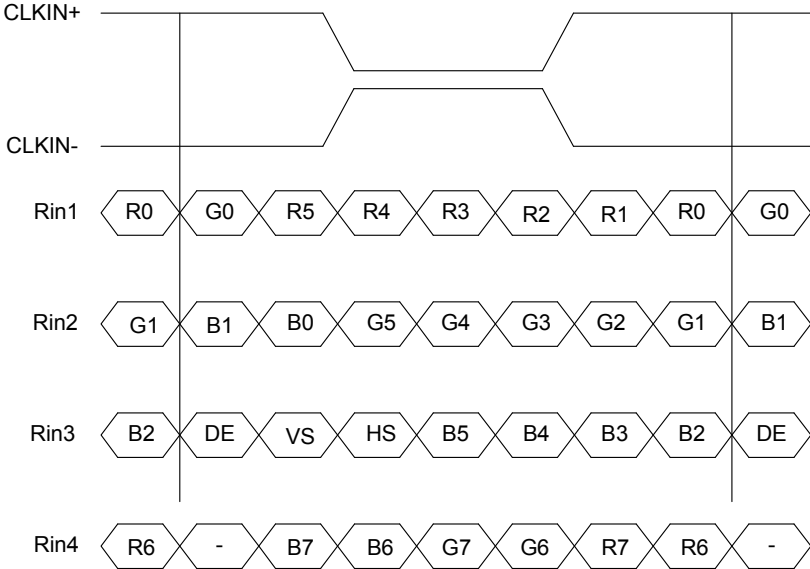 CLKIN+
CLKIN-
Rin1 R0 G0 R5 R4 R3 R2 R1 R0 G0
Rin2 G1 B1 B0 G5 G4 G3 G2 G1 B1
Rin3 B2 DE VS HS B5 B4 B3 B2 DE
Rin4 R6 - B7 B6 G7 G6 R7 R6 -